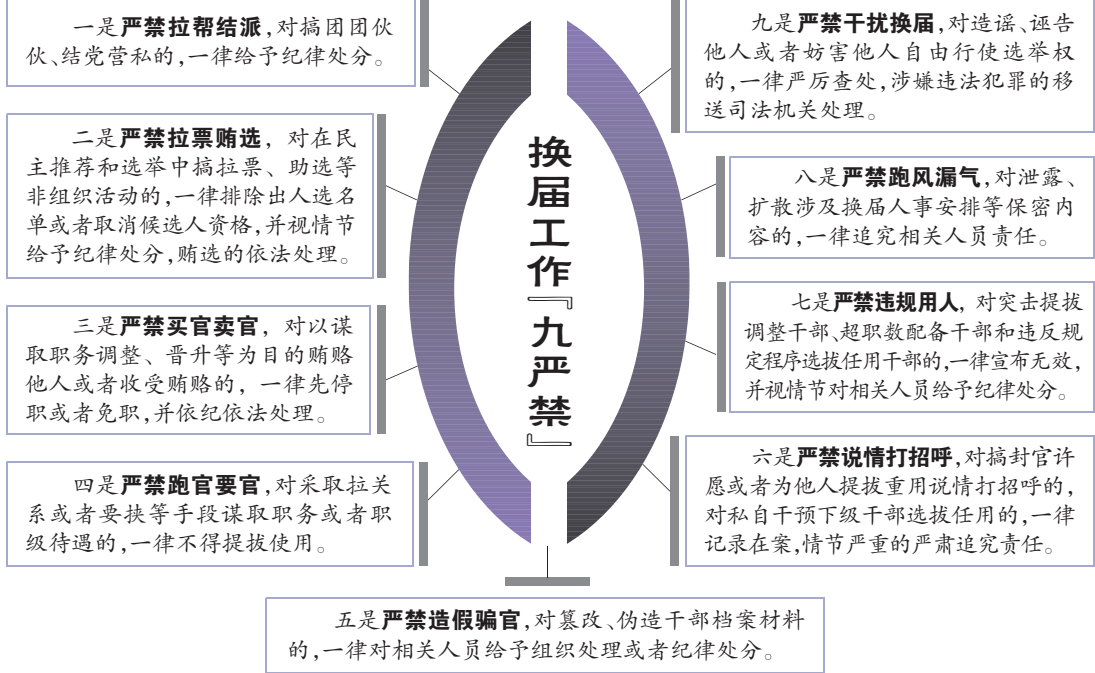 一是严禁拉帮结派,对搞团团伙
伙、结党营私的,一律给予纪律处分。
二是严禁拉票贿选，对在民
主推荐和选举中搞拉票、助选等
非组织活动的,一律排除出人选名
单或者取消候选人资格,并视情节
给予纪律处分,贿选的依法处理。
三是严禁买官卖官，对以谋
取职务调整、晋升等为目的贿赂
他人或者收受贿赂的，一律先停
职或者免职,并依纪依法处理。
四是严禁跑官要官,对采取拉关
系或者要挟等手段谋取职务或者职
级待遇的,一律不得提拔使用。
五是严禁造假骗官,对篡改、伪造干部档案材料
的,一律对相关人员给予组织处理或者纪律处分。
六是严禁说情打招呼,对搞封官许
愿或者为他人提拔重用说情打招呼的,
对私自干预下级干部选拔任用的,一律
记录在案,情节严重的严肃追究责任。
七是严禁违规用人，对突击提拔
调整干部、超职数配备干部和违反规
定程序选拔任用干部的,一律宣布无效,
并视情节对相关人员给予纪律处分。
八是严禁跑风漏气,对泄露、
扩散涉及换届人事安排等保密内
容的,一律追究相关人员责任。
九是严禁干扰换届,对造谣、诬告
他人或者妨害他人自由行使选举权
的,一律严厉查处,涉嫌违法犯罪的移
送司法机关处理。
换届工作『九严禁』